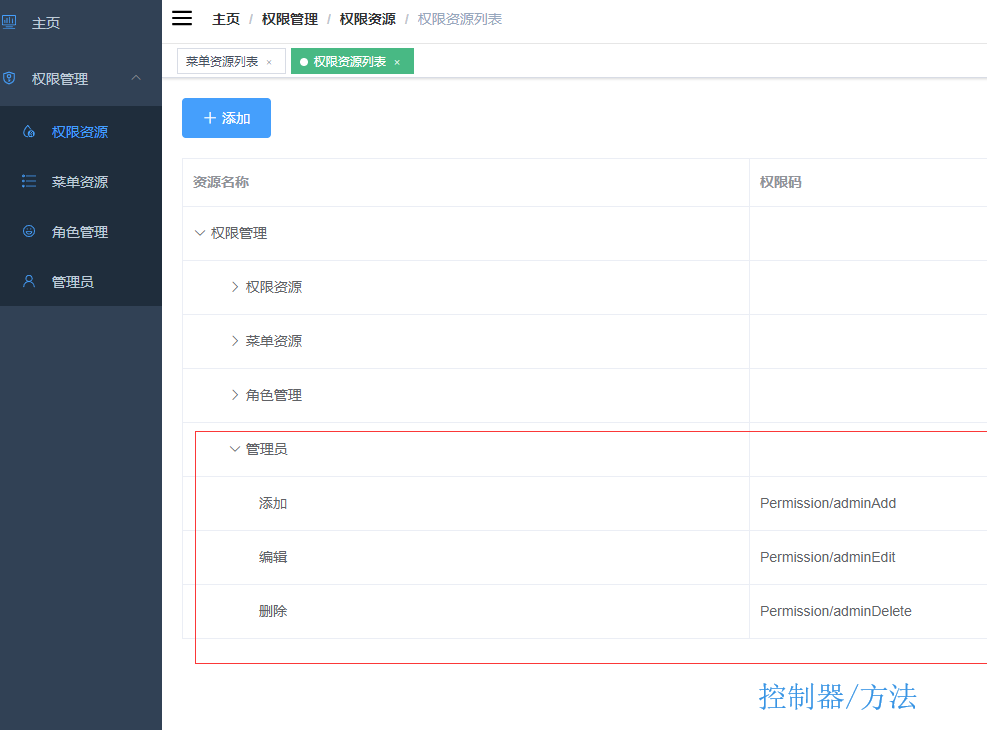 主页
权限管理
权限资源
菜单资源
角色管理
管理员
主页 / 权限管理 / 权限资源 / 权限资源列表
菜单资源列表 × 权限资源列表 ×
+ 添加
资源名称 权限码
权限管理
权限资源
菜单资源
角色管理
管理员
添加 Permission/adminAdd
编辑 Permission/adminEdit
删除 Permission/adminDelete
控制器/方法